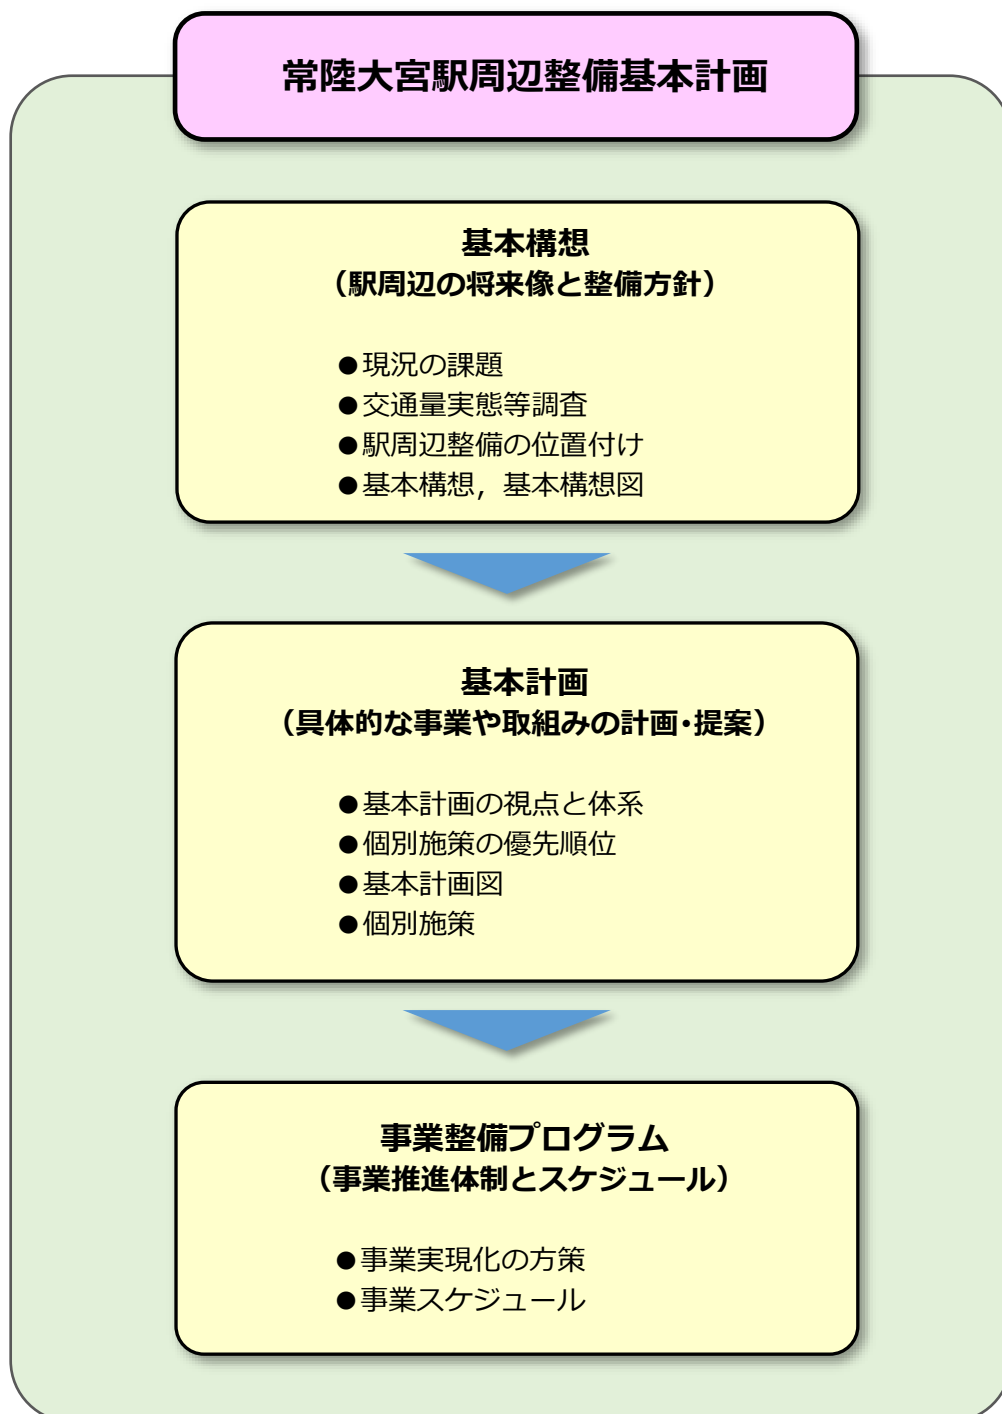 常陸大宮駅周辺整備基本計画
基本構想
（駅周辺の将来像と整備方針）
●現況の課題
●交通量実態等調査
●駅周辺整備の位置付け
●基本構想，基本構想図
基本計画
（具体的な事業や取組みの計画・提案）
●基本計画の視点と体系
●個別施策の優先順位
●基本計画図
●個別施策
事業整備プログラム
（事業推進体制とスケジュール）
●事業実現化の方策
●事業スケジュール